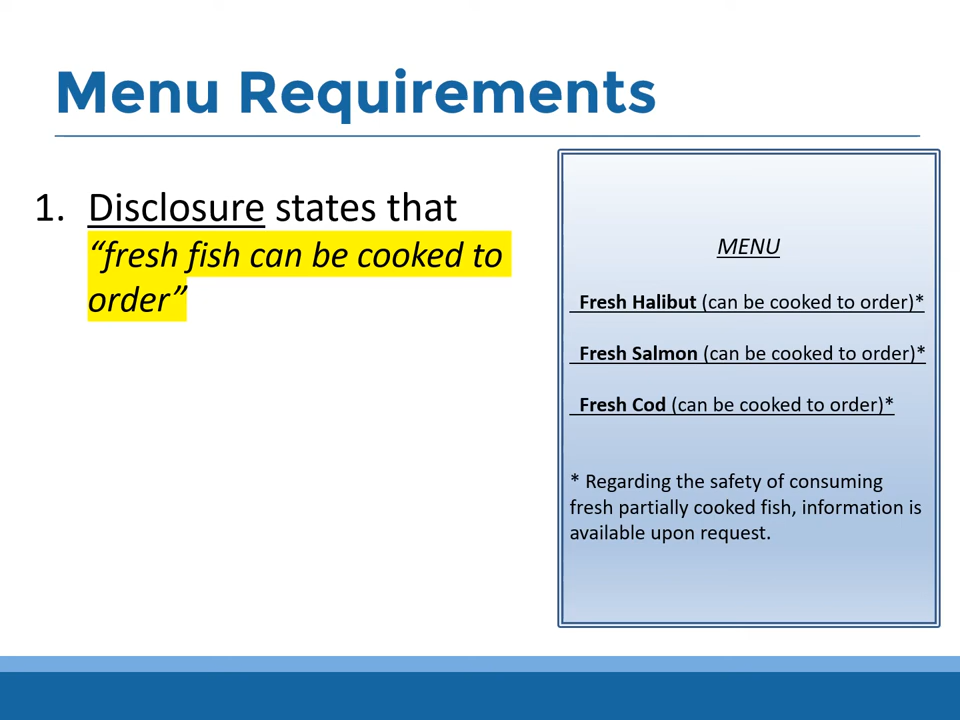 Menu Requirements
1. Disclosure states that
“fresh fish can be cooked to
order”
MENU
Fresh Halibut (can be cooked to order)*
Fresh Salmon (can be cooked to order)*
Fresh Cod (can be cooked to order)*
* Regarding the safety of consuming
fresh partially cooked fish, information is
available upon request.